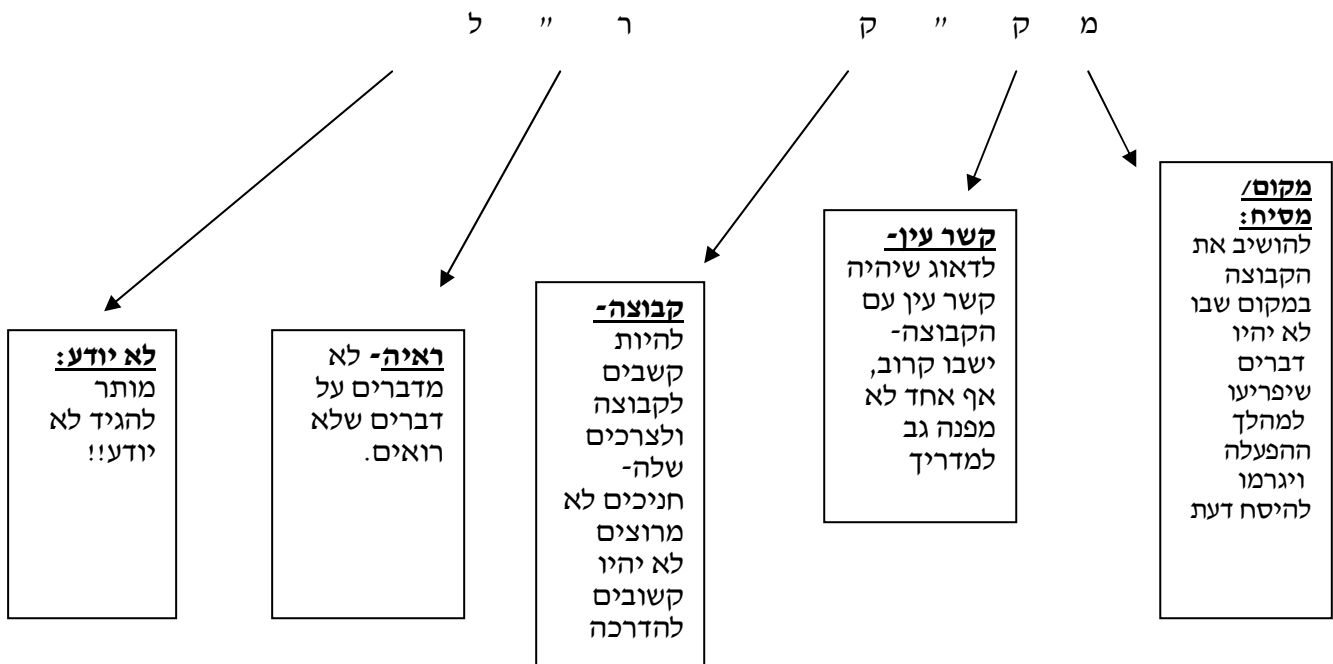 מ ק " ק ר " ל
מקום/
מסיח:
להושיב את
הקבוצה
במקום שבו
לא יהיו
דברים
שיפריעו
למהלך
ההפעלה
ויגרמו
להיסח דעת
קשר עין-
לדאוג שיהיה
קשר עין עם
הקבוצה-
ישבו קרוב,
אף אחד לא
מפנה גב
למדריך
קבוצה-
להיות
קשבים
לקבוצה
ולצרכים
שלה-
חניכים לא
מרוצים
לא יהיו
קשובים
להדרכה
ראיה- לא
מדברים על
דברים שלא
רואים.
לא יודע:
מותר
להגיד לא
יודע!!